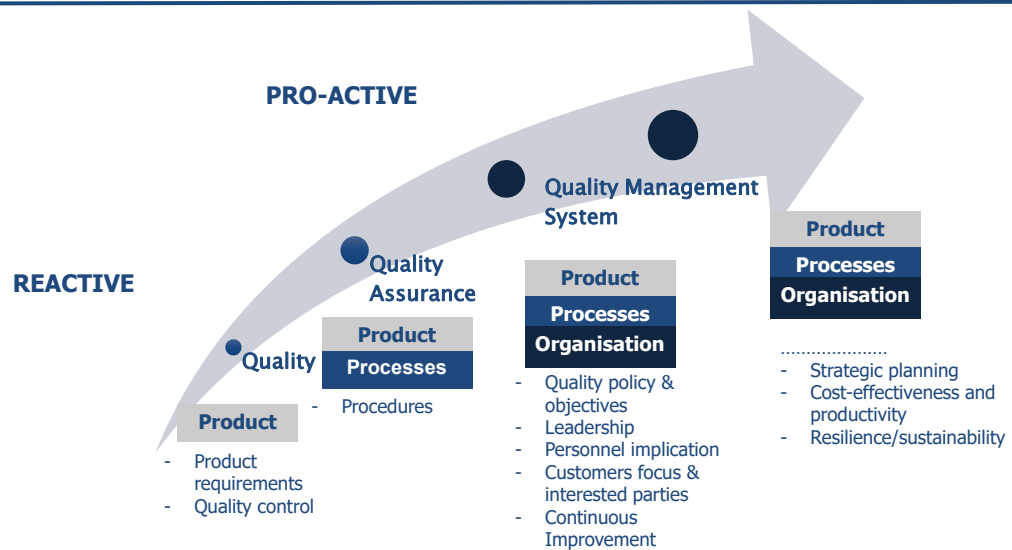 PRO-ACTIVE
REACTIVE
Quality
Product
- Product
requirements
- Quality control
Quality
Assurance
Product
Processes
- Procedures
Quality Management
System
Product
Processes
Organisation
- Quality policy &
objectives
- Leadership
- Personnel implication
- Customers focus &
interested parties
- Continuous
Improvement
Product
Processes
Organisation
.....................
- Strategic planning
- Cost-effectiveness and
productivity
- Resilience/sustainability